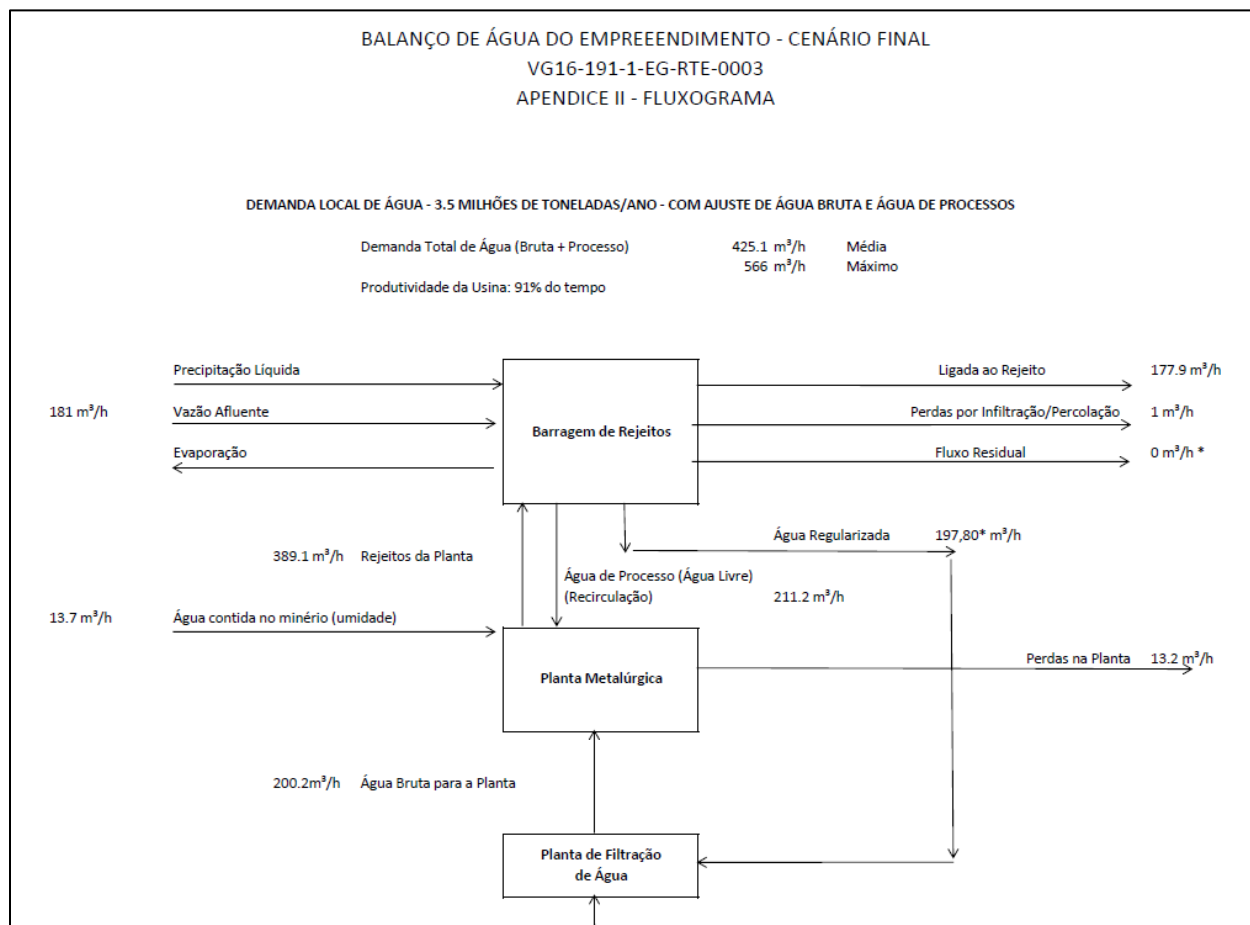 BALANÇO DE ÁGUA DO EMPREEENDIMENTO - CENÁRIO FINAL
VG16-191-1-EG-RTE-0003
APENDICE II - FLUXOGRAMA
DEMANDA LOCAL DE ÁGUA - 3.5 MILHÕES DE TONELADAS/ANO - COM AJUSTE DE ÁGUA BRUTA E ÁGUA DE PROCESSOS
Demanda Total de Água (Bruta + Processo) 425.1 m³/h Média
566 m³/h Máximo
Produtividade da Usina: 91% do tempo
Precipitação Líquida
Ligada ao Rejeito 177.9 m³/h
181 m³/h Vazão Afluente
Perdas por Infiltração/Percolação 1 m³/h
Barragem de Rejeitos
Evaporação
Fluxo Residual 0 m³/h *
Água Regularizada 197,80* m³/h
389.1 m³/h Rejeitos da Planta
Água de Processo (Água Livre)
(Recirculação) 211.2 m³/h
13.7 m³/h Água contida no minério (umidade)
Perdas na Planta 13.2 m³/h
Planta Metalúrgica
200.2m³/h Água Bruta para a Planta
Planta de Filtração
de Água